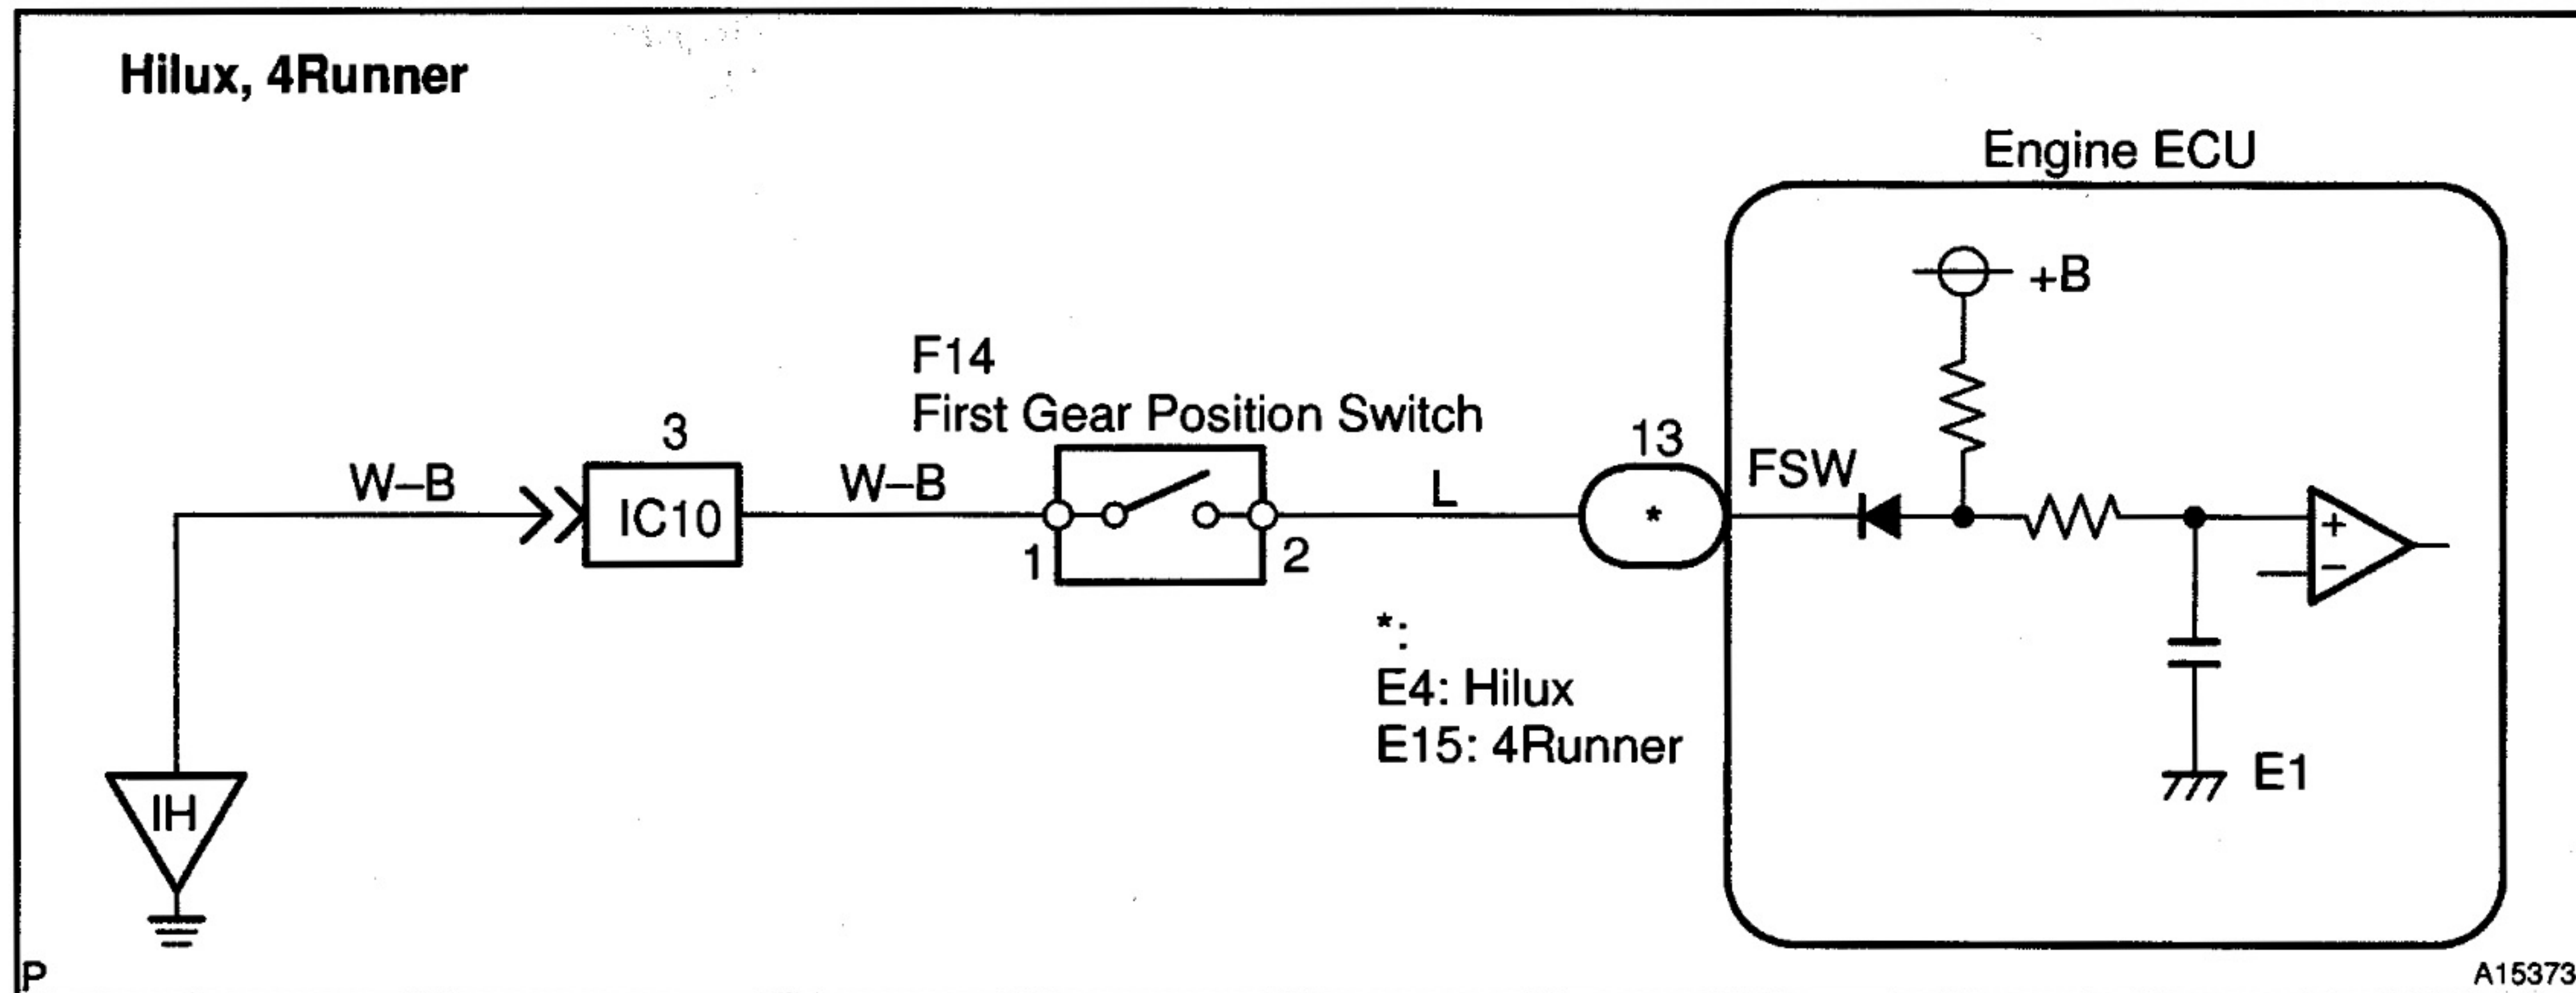 Hilux, 4Runner
Engine ECU
+B
F14
First Gear Position Switch
3
13
W–B
W–B
L
FSW
IC10
*
+
–
1
2
*:
E4: Hilux
E15: 4Runner
E1
IH
P
A15373